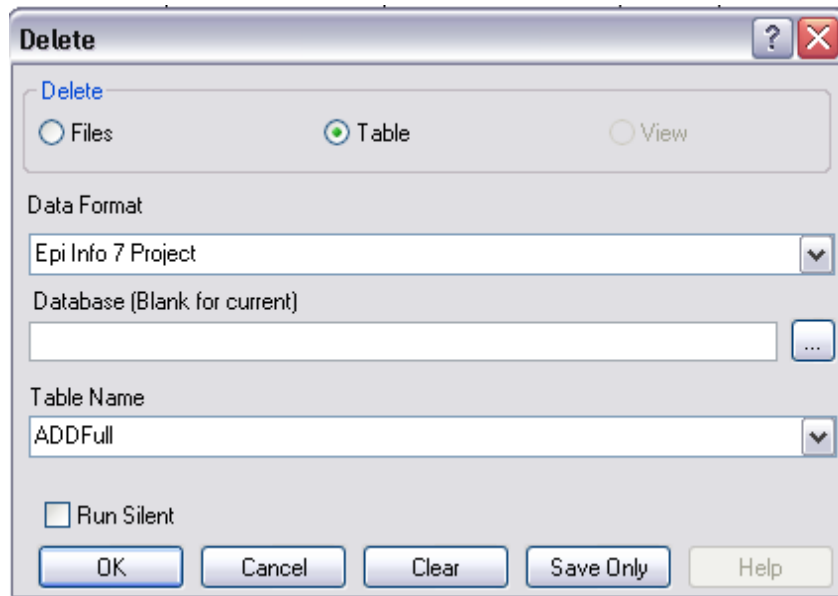 Delete
Delete
Files Table View
Data Format
Epi Info 7 Project
Database (Blank for current)
...
Table Name
ADDFull
Run Silent
OK Cancel Clear Save Only Help